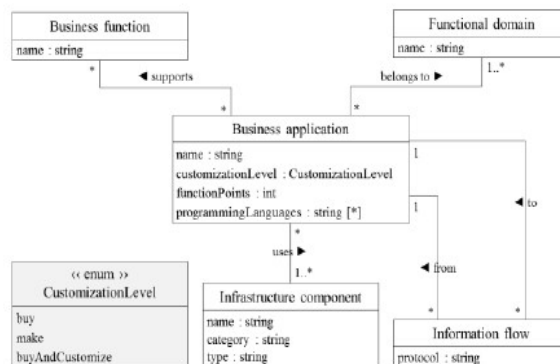 Business function
name : string
Functional domain
name : string
*
◄ supports
*
1..*
belongs to ►
*
Business application
name : string
customizationLevel : CustomizationLevel
functionPoints : int
programmingLanguages : string [*]
1
1
◄ to
◄ from
*
*
*
uses ►
1..*
‹‹ enum ››
CustomizationLevel
buy
make
buyAndCustomize
Infrastructure component
name : string
category : string
type : string
Information flow
protocol : string